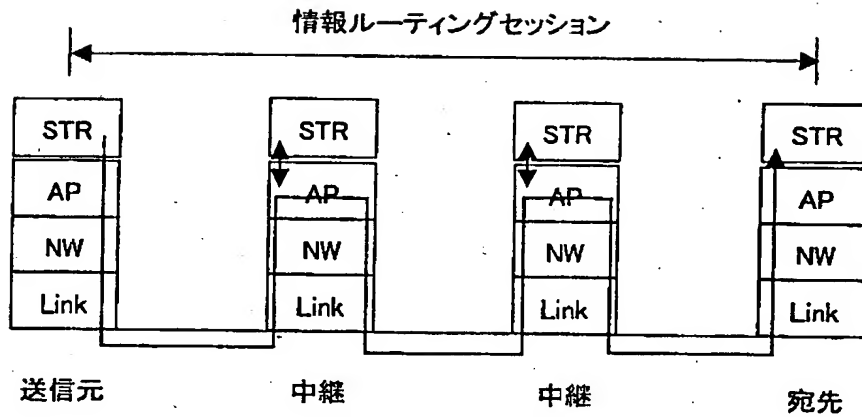 情報ルーティングセッション
STR STR STR STR
AP AP AP AP
NW NW NW NW
Link Link Link Link
送信元 中継 中継 宛先